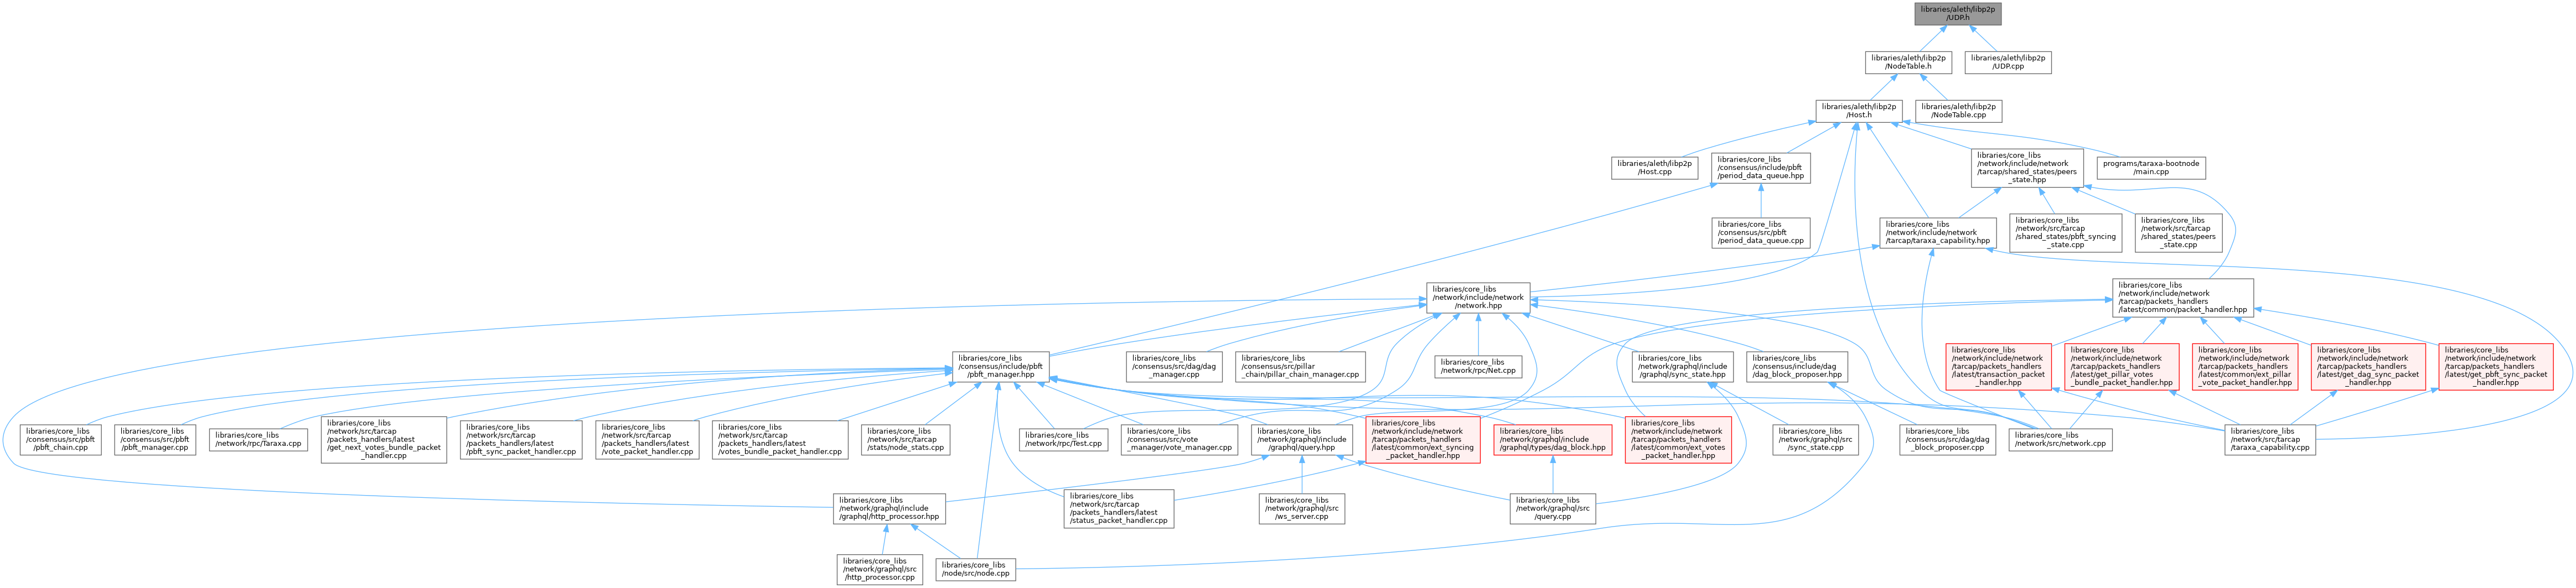 libraries/aleth/libp2p
/UDP.h
libraries/aleth/libp2p
/NodeTable.h
libraries/aleth/libp2p
/UDP.cpp
libraries/aleth/libp2p
/Host.h
libraries/aleth/libp2p
/NodeTable.cpp
libraries/aleth/libp2p
/Host.cpp
libraries/core_libs
/consensus/include/pbft
/period_data_queue.hpp
libraries/core_libs
/network/include/network
/tarcap/shared_states/peers
_state.hpp
programs/taraxa-bootnode
/main.cpp
libraries/core_libs
/consensus/src/pbft
/period_data_queue.cpp
libraries/core_libs
/network/include/network
/tarcap/taraxa_capability.hpp
libraries/core_libs
/network/src/tarcap
/shared_states/pbft_syncing
_state.cpp
libraries/core_libs
/network/src/tarcap
/shared_states/peers
_state.cpp
libraries/core_libs
/network/include/network
/network.hpp
libraries/core_libs
/network/include/network
/tarcap/packets_handlers
/latest/common/packet_handler.hpp
libraries/core_libs
/consensus/include/pbft
/pbft_manager.hpp
libraries/core_libs
/consensus/src/dag/dag
_manager.cpp
libraries/core_libs
/consensus/src/pillar
_chain/pillar_chain_manager.cpp
libraries/core_libs
/network/rpc/Net.cpp
libraries/core_libs
/network/graphql/include
/graphql/sync_state.hpp
libraries/core_libs
/consensus/include/dag
/dag_block_proposer.hpp
libraries/core_libs
/network/include/network
/tarcap/packets_handlers
/latest/transaction_packet
_handler.hpp
libraries/core_libs
/network/include/network
/tarcap/packets_handlers
/latest/get_pillar_votes
_bundle_packet_handler.hpp
libraries/core_libs
/network/include/network
/tarcap/packets_handlers
/latest/common/ext_pillar
_vote_packet_handler.hpp
libraries/core_libs
/network/include/network
/tarcap/packets_handlers
/latest/get_dag_sync_packet
_handler.hpp
libraries/core_libs
/network/include/network
/tarcap/packets_handlers
/latest/get_pbft_sync_packet
_handler.hpp
libraries/core_libs
/consensus/src/pbft
/pbft_chain.cpp
libraries/core_libs
/consensus/src/pbft
/pbft_manager.cpp
libraries/core_libs
/network/rpc/Taraxa.cpp
libraries/core_libs
/network/src/tarcap
/packets_handlers/latest
/get_next_votes_bundle_packet
_handler.cpp
libraries/core_libs
/network/src/tarcap
/packets_handlers/latest
/pbft_sync_packet_handler.cpp
libraries/core_libs
/network/src/tarcap
/packets_handlers/latest
/vote_packet_handler.cpp
libraries/core_libs
/network/src/tarcap
/packets_handlers/latest
/votes_bundle_packet_handler.cpp
libraries/core_libs
/network/src/tarcap
/stats/node_stats.cpp
libraries/core_libs
/network/rpc/Test.cpp
libraries/core_libs
/consensus/src/vote
_manager/vote_manager.cpp
libraries/core_libs
/network/graphql/include
/graphql/query.hpp
libraries/core_libs
/network/include/network
/tarcap/packets_handlers
/latest/common/ext_syncing
_packet_handler.hpp
libraries/core_libs
/network/graphql/include
/graphql/types/dag_block.hpp
libraries/core_libs
/network/include/network
/tarcap/packets_handlers
/latest/common/ext_votes
_packet_handler.hpp
libraries/core_libs
/network/graphql/src
/sync_state.cpp
libraries/core_libs
/consensus/src/dag/dag
_block_proposer.cpp
libraries/core_libs
/network/src/network.cpp
libraries/core_libs
/network/src/tarcap
/taraxa_capability.cpp
libraries/core_libs
/network/graphql/include
/graphql/http_processor.hpp
libraries/core_libs
/network/src/tarcap
/packets_handlers/latest
/status_packet_handler.cpp
libraries/core_libs
/network/graphql/src
/ws_server.cpp
libraries/core_libs
/network/graphql/src
/query.cpp
libraries/core_libs
/network/graphql/src
/http_processor.cpp
libraries/core_libs
/node/src/node.cpp